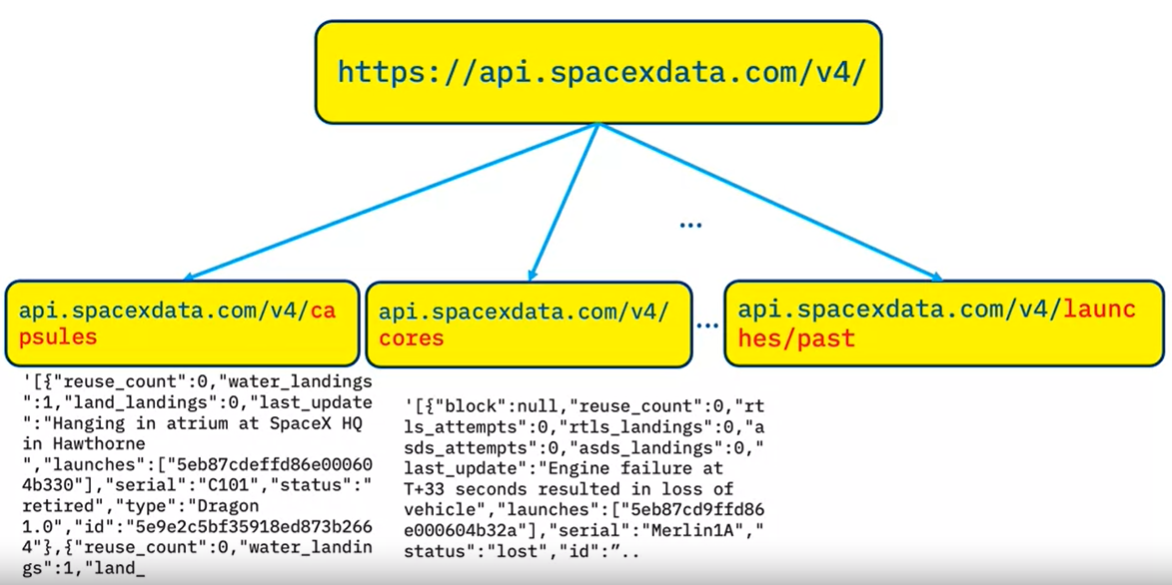 https://api.spacexdata.com/v4/
...
api.spacexdata.com/v4/ca
psules
api.spacexdata.com/v4/
cores
...
api.spacexdata.com/v4/launc
hes/past
'[{"reuse_count":0,"water_landings
":1,"land_landings":0,"last_update
":"Hanging in atrium at SpaceX HQ
in Hawthorne
","launches":["5eb87cdeffd86e00060
4b330"],"serial":"C101","status":"
retired","type":"Dragon
1.0","id":"5e9e2c5bf35918ed873b266
4"},{"reuse_count":0,"water_landin
gs":1,"land_
'[{"block":null,"reuse_count":0,"rt
ls_attempts":0,"rtls_landings":0,"a
sds_attempts":0,"asds_landings":0,"
last_update":"Engine failure at
T+33 seconds resulted in loss of
vehicle","launches":["5eb87cd9ffd86
e000604b32a"],"serial":"Merlin1A","
status":"lost","id":”..